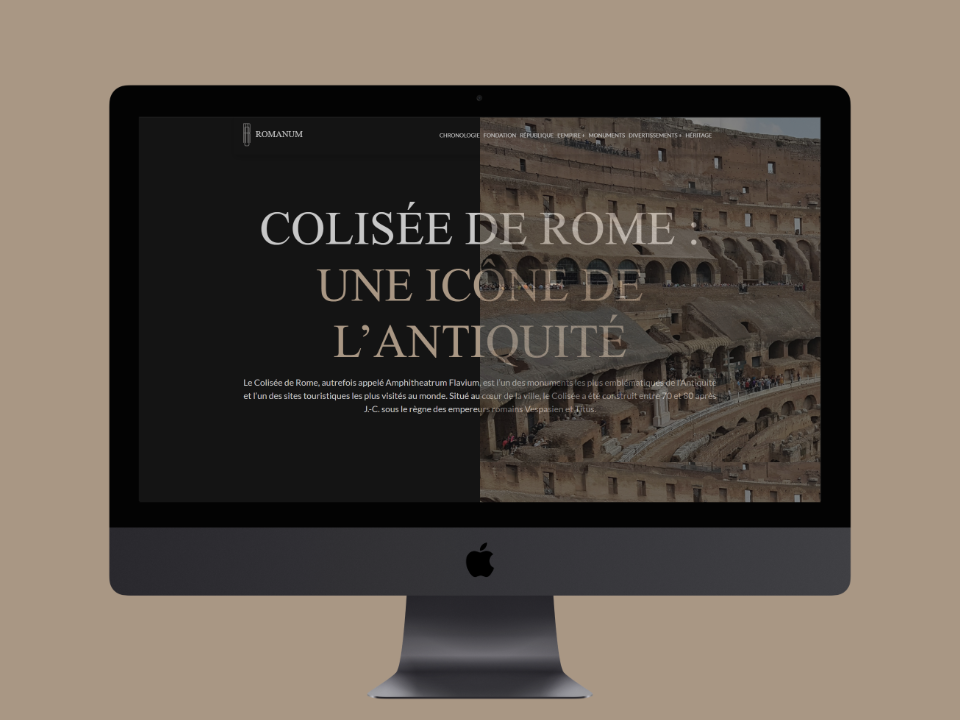 ROMANUM
CHRONOLOGIE FONDATION RÉPUBLIQUE EEMPIRE + MONUMENTS DIVERTISSEMENTS + HÉRITAGE
COLISÉE DE ROME :
UNE ICÔNE DE
L’ANTIQUITÉ
Le Colisée de Rome, autrefois appelé Amphitheatrum Flavium, est l’un des monuments les plus emblématiques de l’Antiquité
et l’un des sites touristiques les plus visités au monde. Situé au cœur de la ville, le Colisée a été construit entre 70 et 80 après
J.-C. sous le règne des empereurs romains Vespasien et Titus.